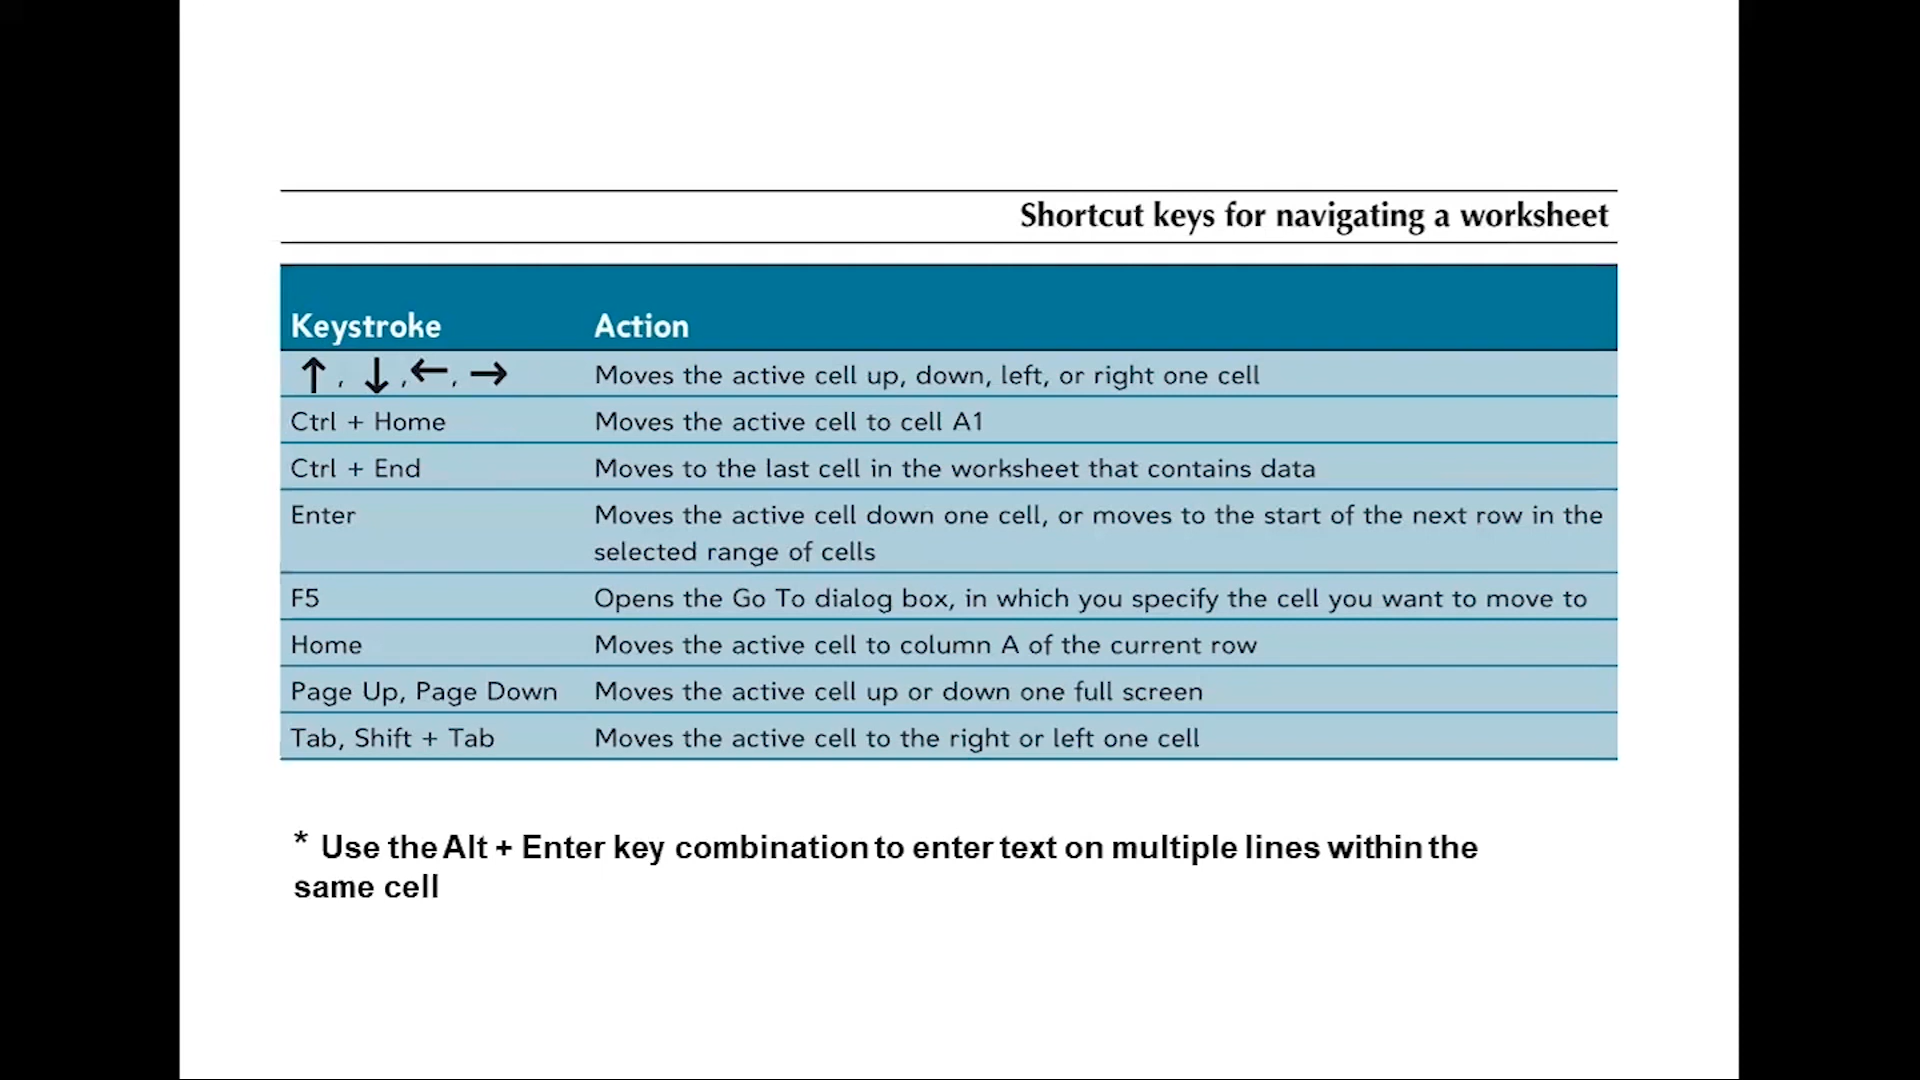 Shortcut keys for navigating a worksheet
Keystroke Action
↑, ↓, ←, → Moves the active cell up, down, left, or right one cell
Ctrl + Home Moves the active cell to cell A1
Ctrl + End Moves to the last cell in the worksheet that contains data
Enter Moves the active cell down one cell, or moves to the start of the next row in the
selected range of cells
F5 Opens the Go To dialog box, in which you specify the cell you want to move to
Home Moves the active cell to column A of the current row
Page Up, Page Down Moves the active cell up or down one full screen
Tab, Shift + Tab Moves the active cell to the right or left one cell
* Use the Alt + Enter key combination to enter text on multiple lines within the
same cell